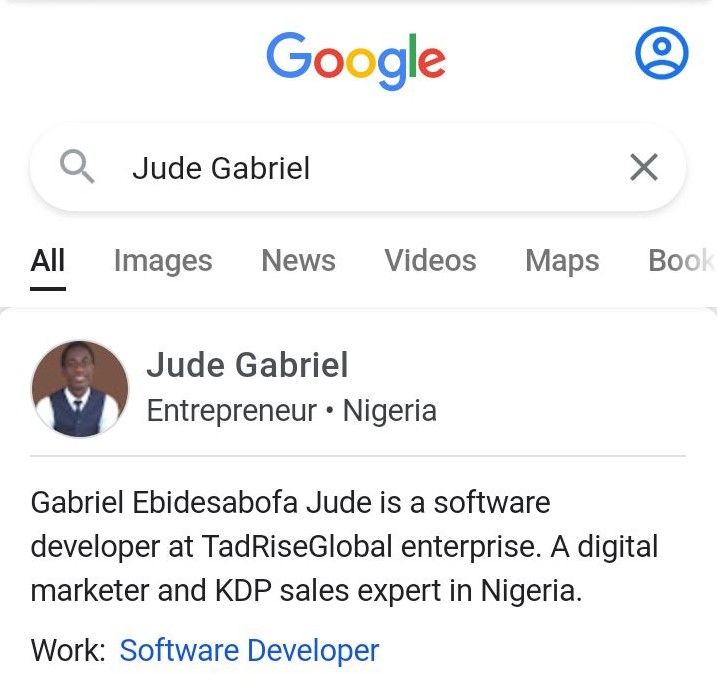 Google
Jude Gabriel
All Images News Videos Maps Book
Jude Gabriel
Entrepreneur • Nigeria
Gabriel Ebidesabofa Jude is a software
developer at TadRiseGlobal enterprise. A digital
marketer and KDP sales expert in Nigeria.
Work: Software Developer